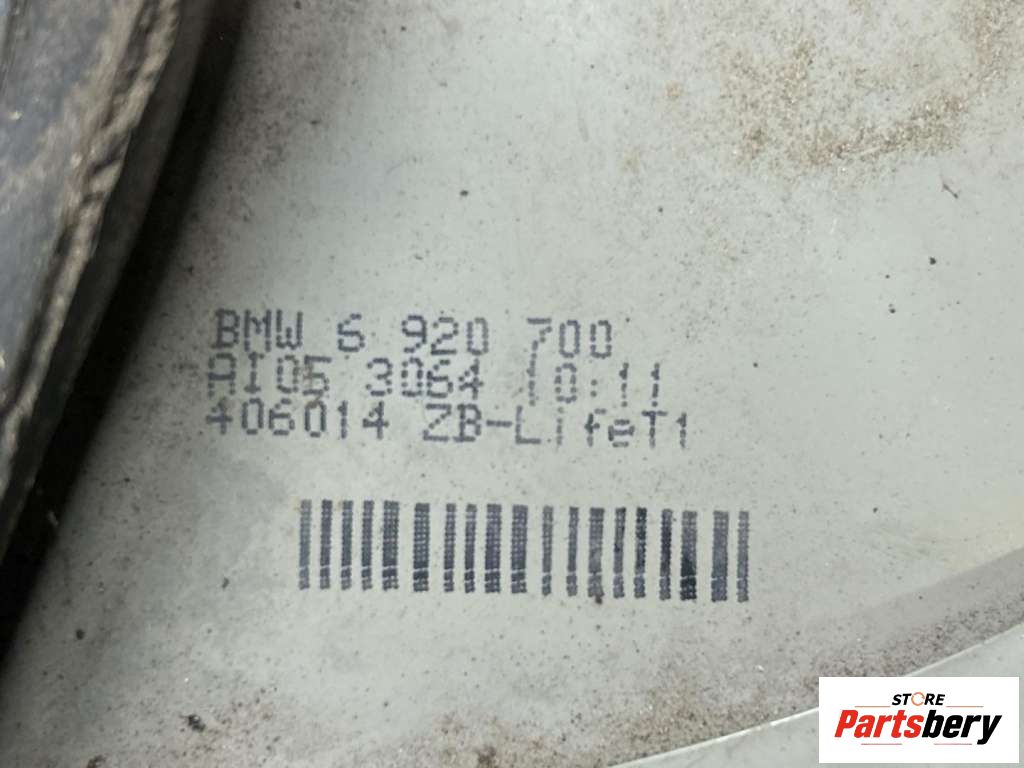 BMW 6 920 700
AI05 3064 10:11
406014 ZB-LifeT1
STORE
Partsbery